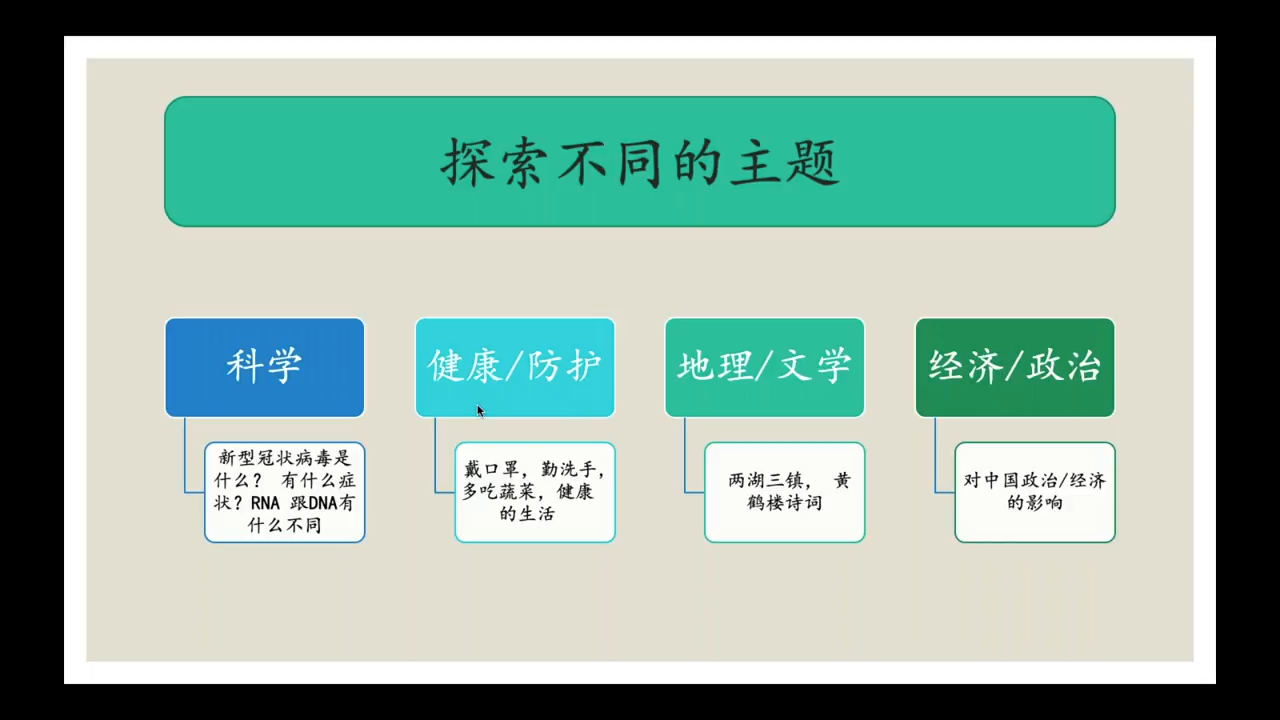 探索不同的主题
科学
健康/防护
地理/文学
经济/政治
新型冠状病毒是
什么? 有什么症
状? RNA 跟DNA有
什么不同
戴口罩, 勤洗手,
多吃蔬菜, 健康
的生活
两湖三镇, 黄
鹤楼诗词
对中国政治/经济
的影响